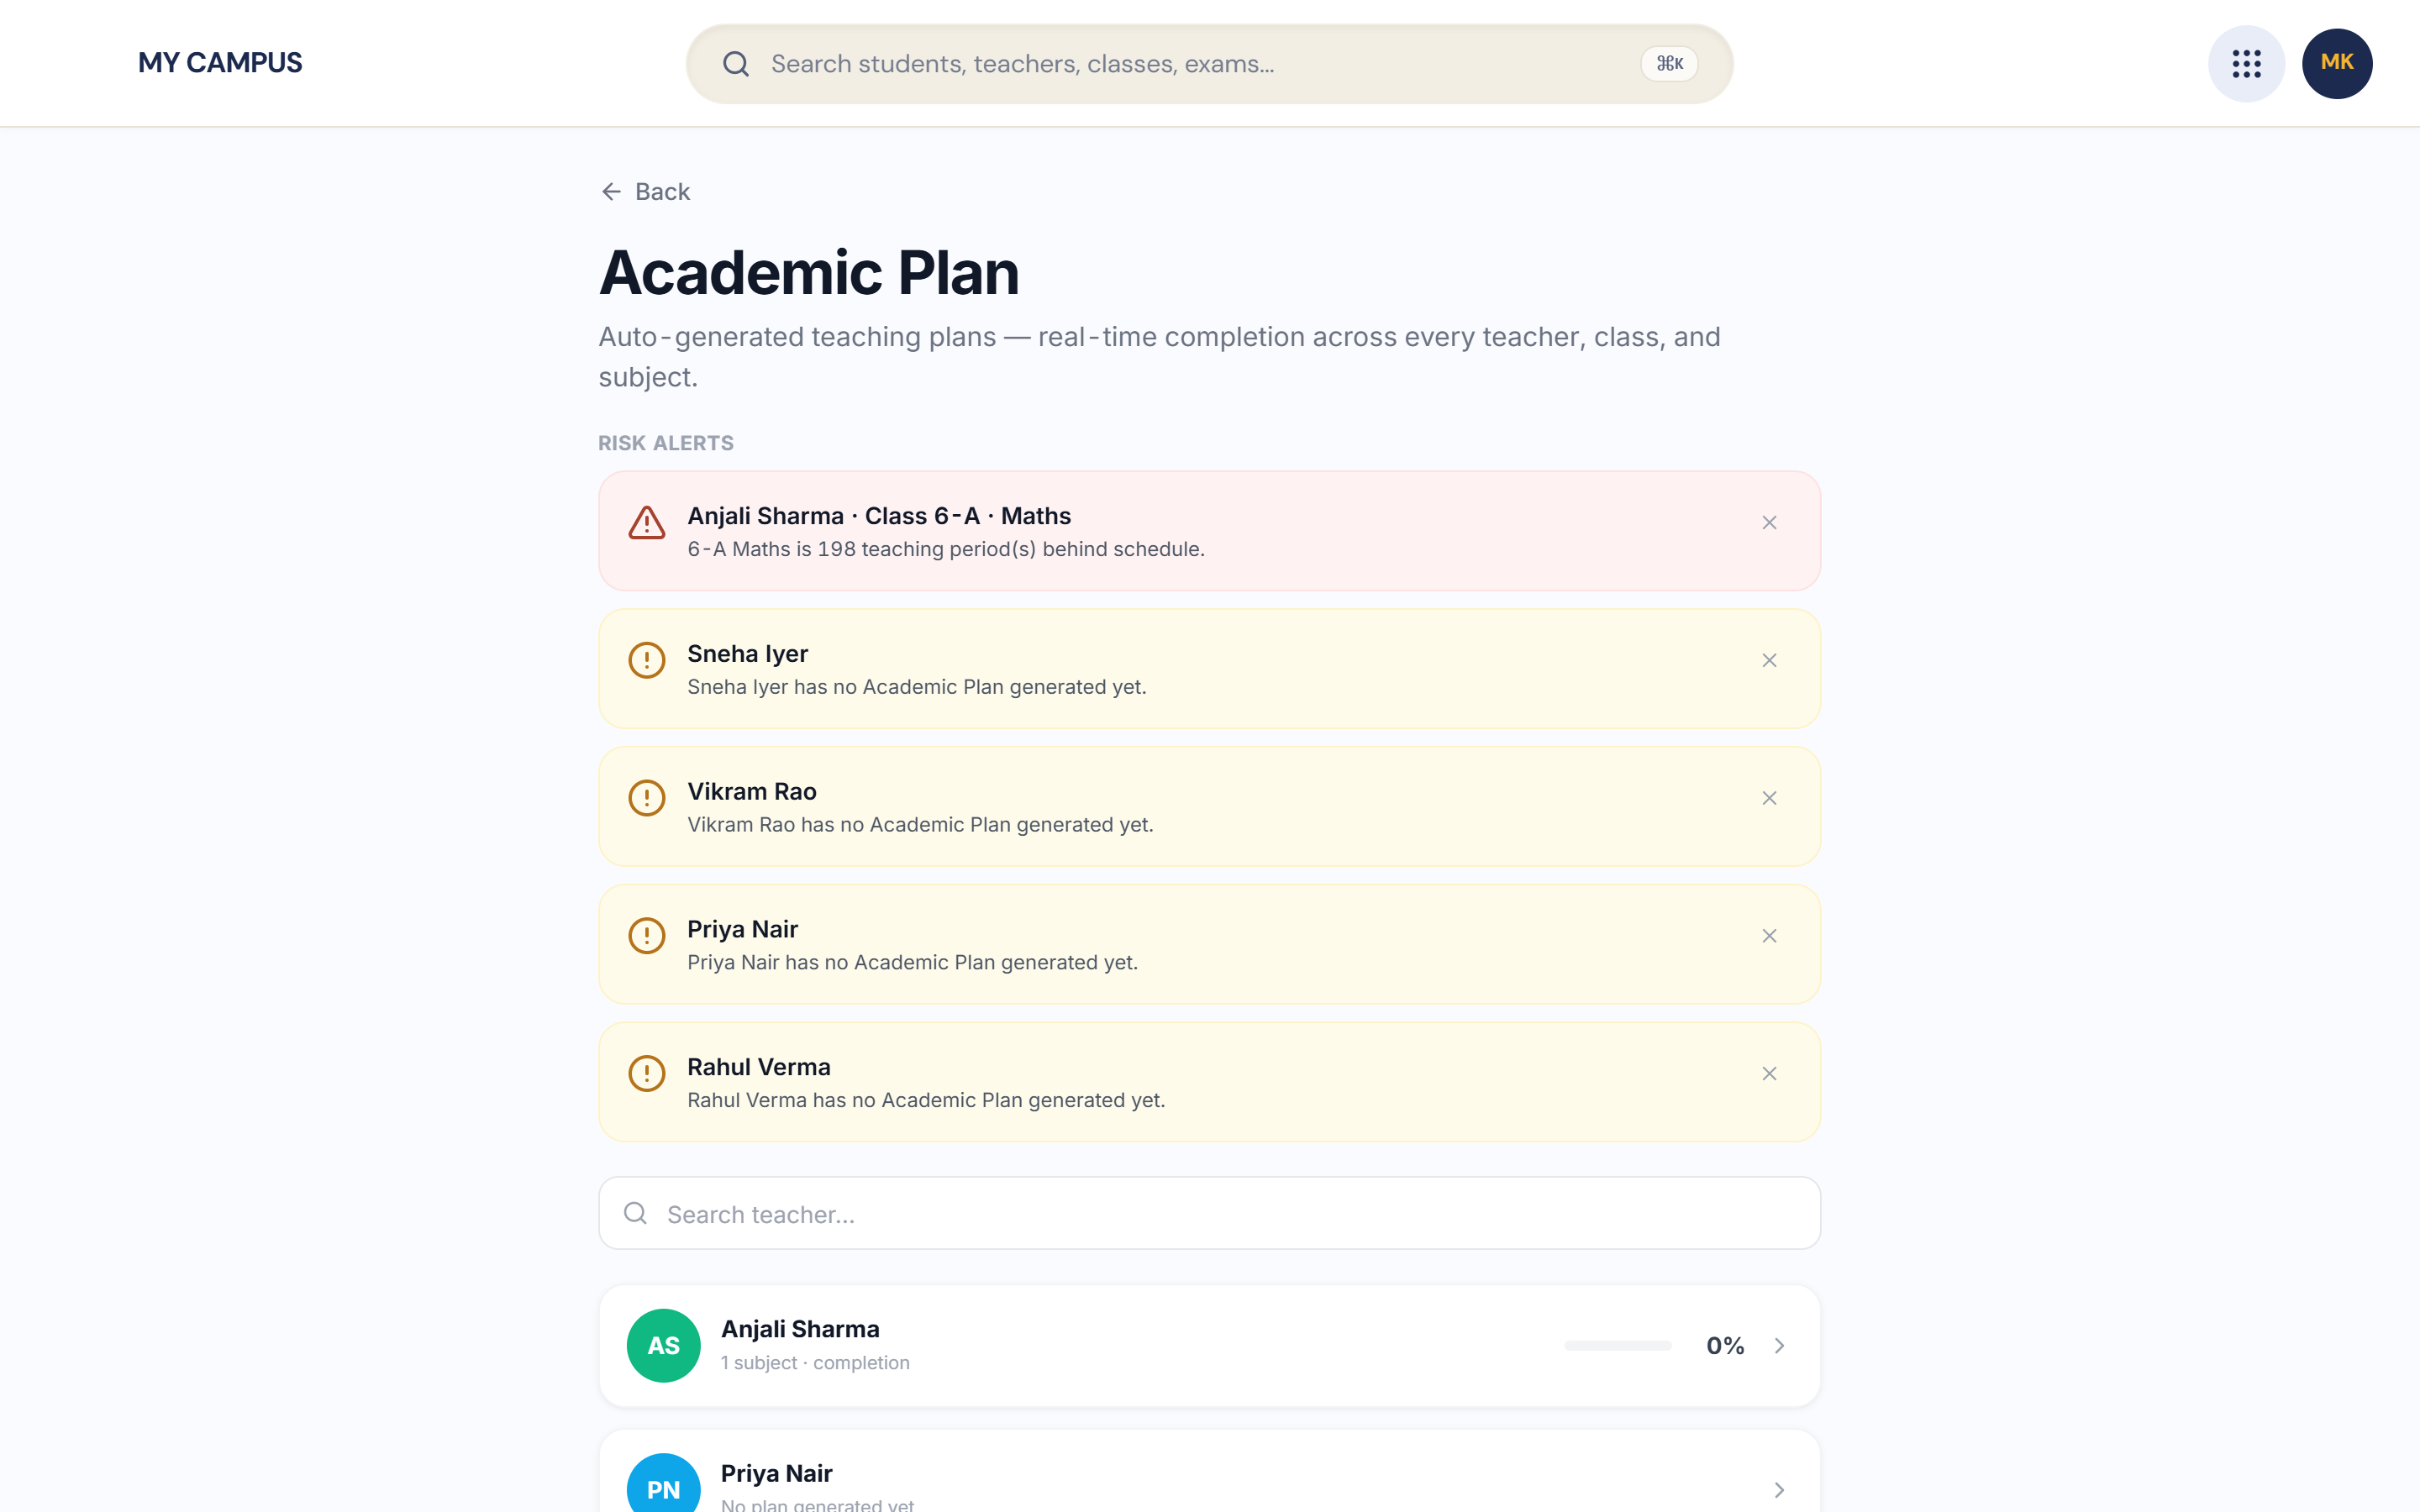 MY CAMPUS
Search students, teachers, classes, exams...
⌘K
MK
Back
Academic Plan
Auto-generated teaching plans — real-time completion across every teacher, class, and
subject.
RISK ALERTS
Anjali Sharma · Class 6-A · Maths
6-A Maths is 198 teaching period(s) behind schedule.
Sneha Iyer
Sneha Iyer has no Academic Plan generated yet.
Vikram Rao
Vikram Rao has no Academic Plan generated yet.
Priya Nair
Priya Nair has no Academic Plan generated yet.
Rahul Verma
Rahul Verma has no Academic Plan generated yet.
Search teacher...
AS
Anjali Sharma
1 subject · completion
0%
PN
Priya Nair
No plan generated yet